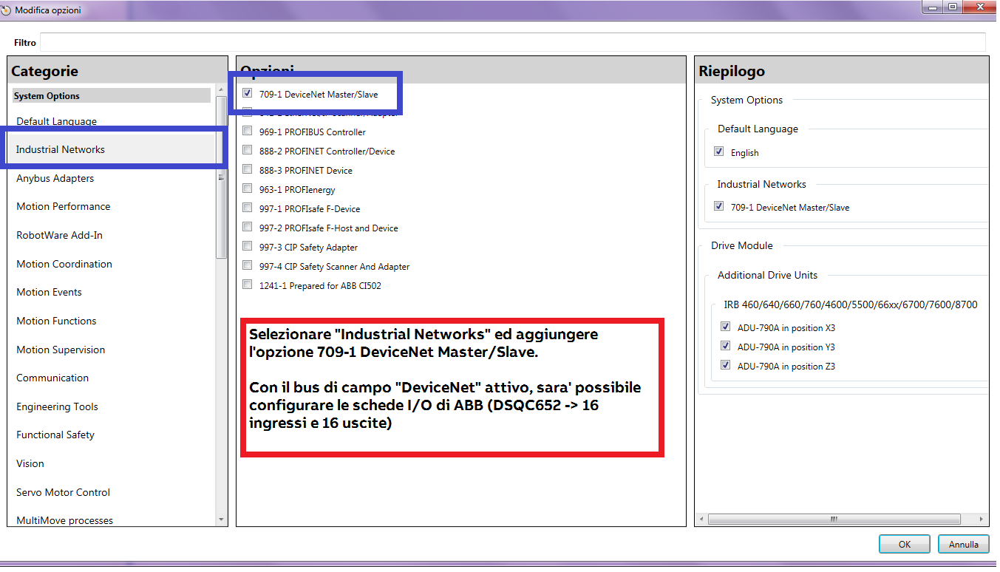 Modifica opzioni
Filtro
Categorie
System Options
Default Language
Industrial Networks
Anybus Adapters
Motion Performance
RobotWare Add-In
Motion Coordination
Motion Events
Motion Functions
Motion Supervision
Communication
Engineering Tools
Functional Safety
Vision
Servo Motor Control
MultiMove processes
Opzioni
709-1 DeviceNet Master/Slave
969-1 PROFIBUS Controller
888-2 PROFINET Controller/Device
888-3 PROFINET Device
963-1 PROFIenergy
997-1 PROFIsafe F-Device
997-2 PROFIsafe F-Host and Device
997-3 CIP Safety Adapter
997-4 CIP Safety Scanner And Adapter
1241-1 Prepared for ABB CI502
Selezionare "Industrial Networks" ed aggiungere
l'opzione 709-1 DeviceNet Master/Slave.
Con il bus di campo "DeviceNet" attivo, sara' possibile
configurare le schede I/O di ABB (DSQC652 -> 16
ingressi e 16 uscite)
Riepilogo
System Options
Default Language
English
Industrial Networks
709-1 DeviceNet Master/Slave
Drive Module
Additional Drive Units
IRB 460/640/660/760/4600/5500/66xx/6700/7600/8700
ADU-790A in position X3
ADU-790A in position Y3
ADU-790A in position Z3
OK
Annulla